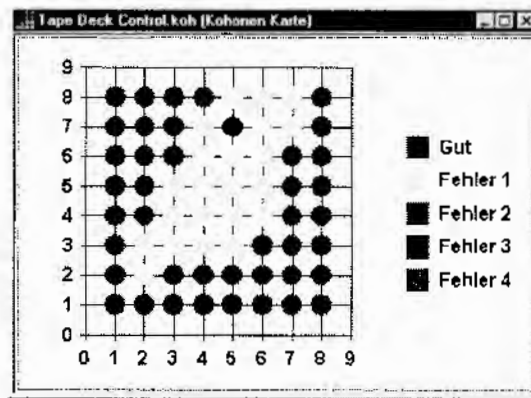 Tape Deck Control.koh (Kohonen Karte)
9
8
7
6
5
4
3
2
1
0
0 1 2 3 4 5 6 7 8 9
Gut
Fehler 1
Fehler 2
Fehler 3
Fehler 4